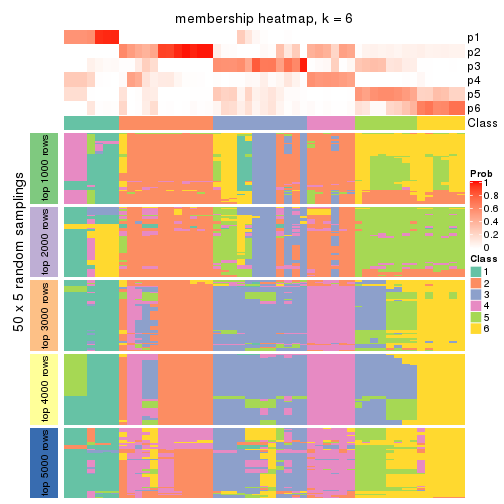 membership heatmap, k = 6
p1
p2
p3
p4
p5
p6
Class
50 x 5 random samplings
top 1000 rows
top 2000 rows
top 3000 rows
top 4000 rows
top 5000 rows
Prob
1
0.8
0.6
0.4
0.2
0
Class
1
2
3
4
5
6